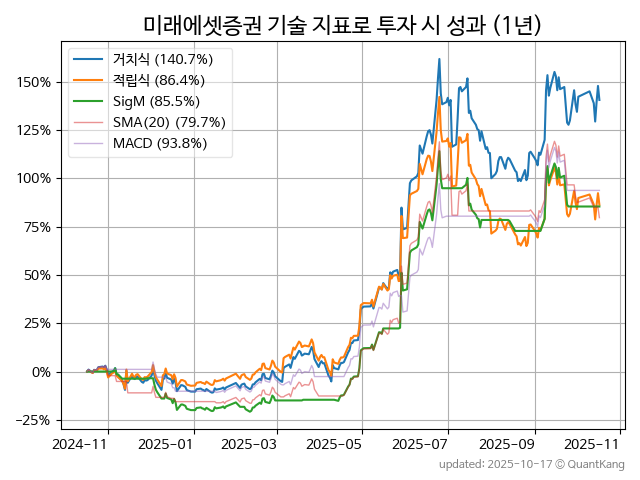 미래에셋증권 기술 지표로 투자 시 성과 (1년)
거치식 (140.7%)
적립식 (86.4%)
SigM (85.5%)
SMA(20) (79.7%)
MACD (93.8%)
150%
125%
100%
75%
50%
25%
0%
−25%
2024-11
2025-01
2025-03
2025-05
2025-07
2025-09
2025-11
updated: 2025-10-17 © QuantKang